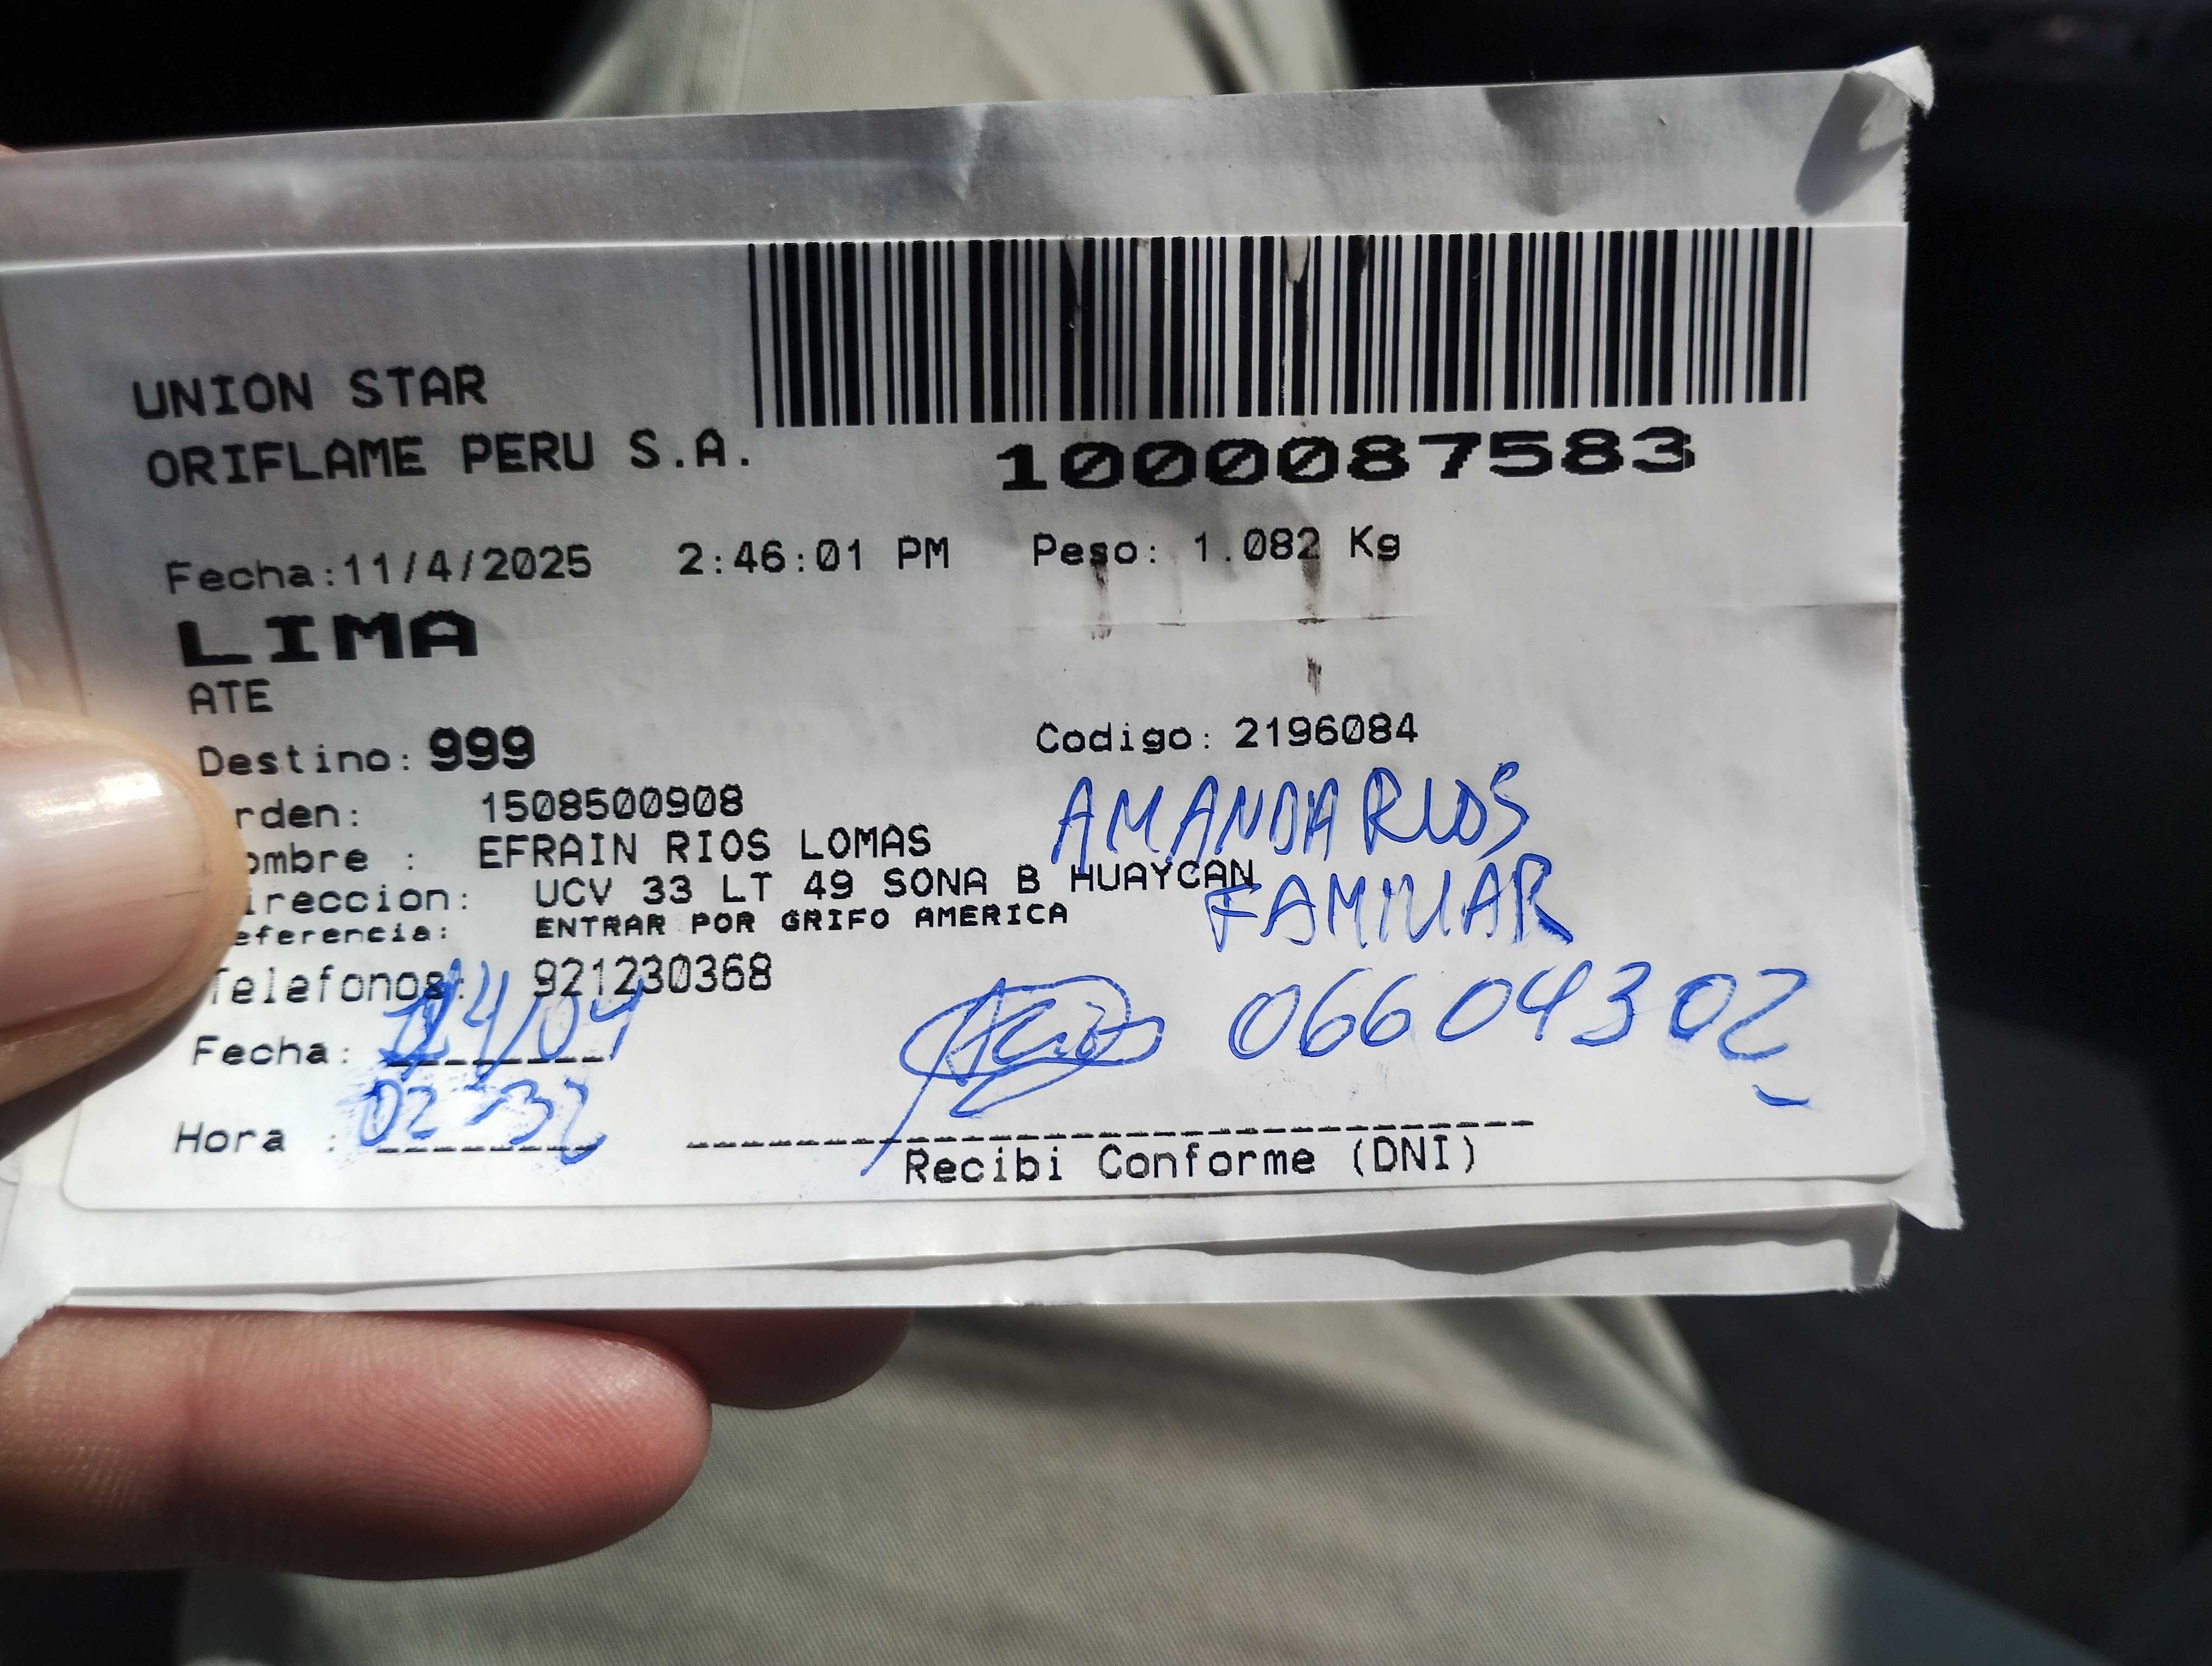 UNION STAR
ORIFLAME PERU S.A.
1000087583
Fecha:11/4/2025 2:46:01 PM Peso: 1.082 Kg
LIMA
ATE
Destino: 999 Codigo: 2196084
rden: 1508500908
AMANDA RIOS
ombre : EFRAIN RIOS LOMAS
ireccion: UCV 33 LT 49 SONA B HUAYCAN
FAMILIAR
eferencia: ENTRAR POR GRIFO AMERICA
Telefonos: 921230368
06604302
Fecha: 14/04
Hora : 02-32
Recibi Conforme (DNI)